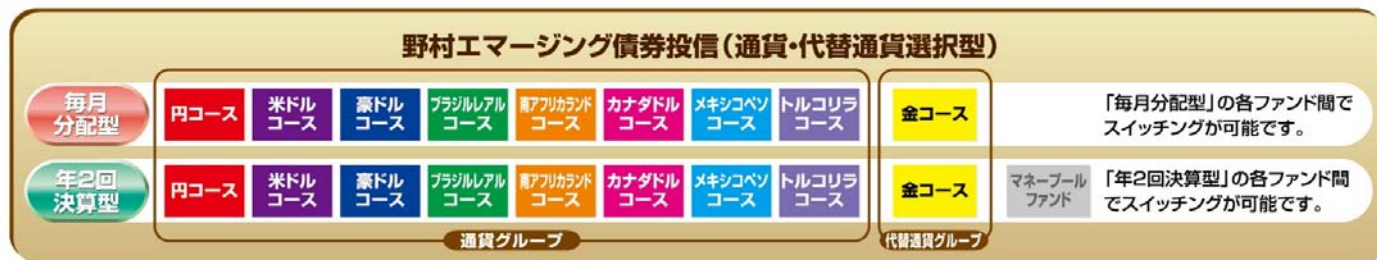 野村エマージング債券投信(通貨・代替通貨選択型)
毎月
分配型
円コース
米ドル
コース
豪ドル
コース
ブラジルレアル
コース
南アフリカランド
コース
カナダドル
コース
メキシコペソ
コース
トルコリラ
コース
金コース
「毎月分配型」の各ファンド間で
スイッチングが可能です。
年2回
決算型
円コース
米ドル
コース
豪ドル
コース
ブラジルレアル
コース
南アフリカランド
コース
カナダドル
コース
メキシコペソ
コース
トルコリラ
コース
金コース
マネープール
ファンド
「年2回決算型」の各ファンド間
でスイッチングが可能です。
通貨グループ
代替通貨グループ